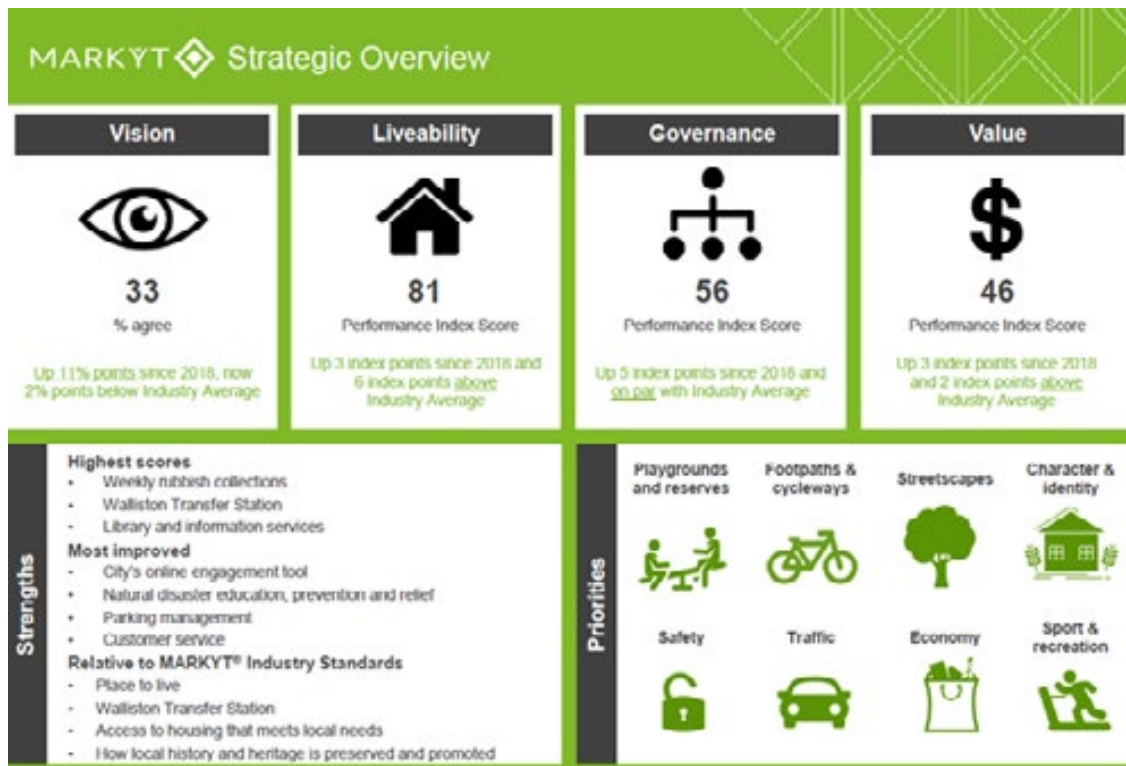 MARKYT Strategic Overview
Vision
33
% agree
Up 11% points since 2018, now
2% points below Industry Average
Liveability
81
Performance Index Score
Up 3 index points since 2018 and
6 index points above
Industry Average
Governance
56
Performance Index Score
Up 5 index points since 2018 and
on par with Industry Average
Value
$
46
Performance Index Score
Up 3 index points since 2018
and 2 index points above
Industry Average
Strengths
Highest scores
• Weekly rubbish collections
• Walliston Transfer Station
- Library and information services
Most improved
- City's online engagement tool
• Natural disaster education, prevention and relief
• Parking management
• Customer service
Relative to MARKYT® Industry Standards
- Place to live
- Walliston Transfer Station
- Access to housing that meets local needs
• How local history and heritage is preserved and promoted
Priorities
Playgrounds
and reserves
Footpaths &
cycleways
Streetscapes
Character &
identity
Safety
Traffic
Economy
Sport &
recreation